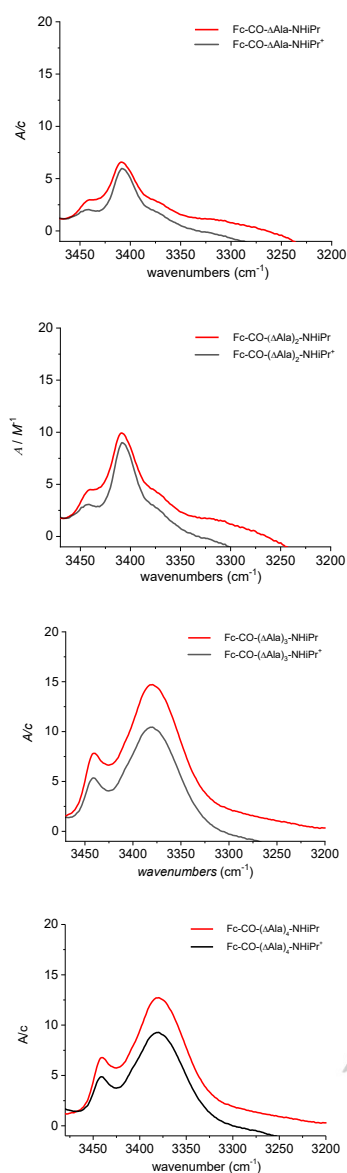 Fc-CO-ΔAla-NHiPr
Fc-CO-ΔAla-NHiPr⁺
20
15
10
5
0
A/c
3450 3400 3350 3300 3250 3200
wavenumbers (cm⁻¹)
Fc-CO-(ΔAla)₂-NHiPr
Fc-CO-(ΔAla)₂-NHiPr⁺
20
15
10
5
0
A / M⁻¹
3450 3400 3350 3300 3250 3200
wavenumbers (cm⁻¹)
Fc-CO-(ΔAla)₃-NHiPr
Fc-CO-(ΔAla)₃-NHiPr⁺
20
15
10
5
0
A/c
3450 3400 3350 3300 3250 3200
wavenumbers (cm⁻¹)
Fc-CO-(ΔAla)₄-NHiPr
Fc-CO-(ΔAla)₄-NHiPr⁺
20
15
10
5
0
A/c
3450 3400 3350 3300 3250 3200
wavenumber (cm⁻¹)